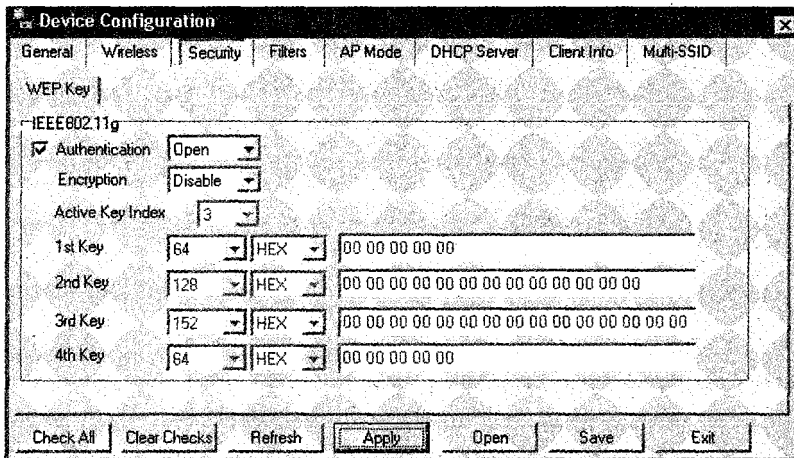 Device Configuration
General Wireless Security Filters AP Mode DHCP Server Client Info Multi-SSID
WEP Key
IEEE802.11g
Authentication Open
Encryption Disable
Active Key Index 3
1st Key 64 HEX 00 00 00 00 00
2nd Key 128 HEX 00 00 00 00 00 00 00 00 00 00 00 00 00
3rd Key 152 HEX 00 00 00 00 00 00 00 00 00 00 00 00 00 00 00
4th Key 64 HEX 00 00 00 00 00
Check All Clear Checks Refresh Apply Open Save Exit